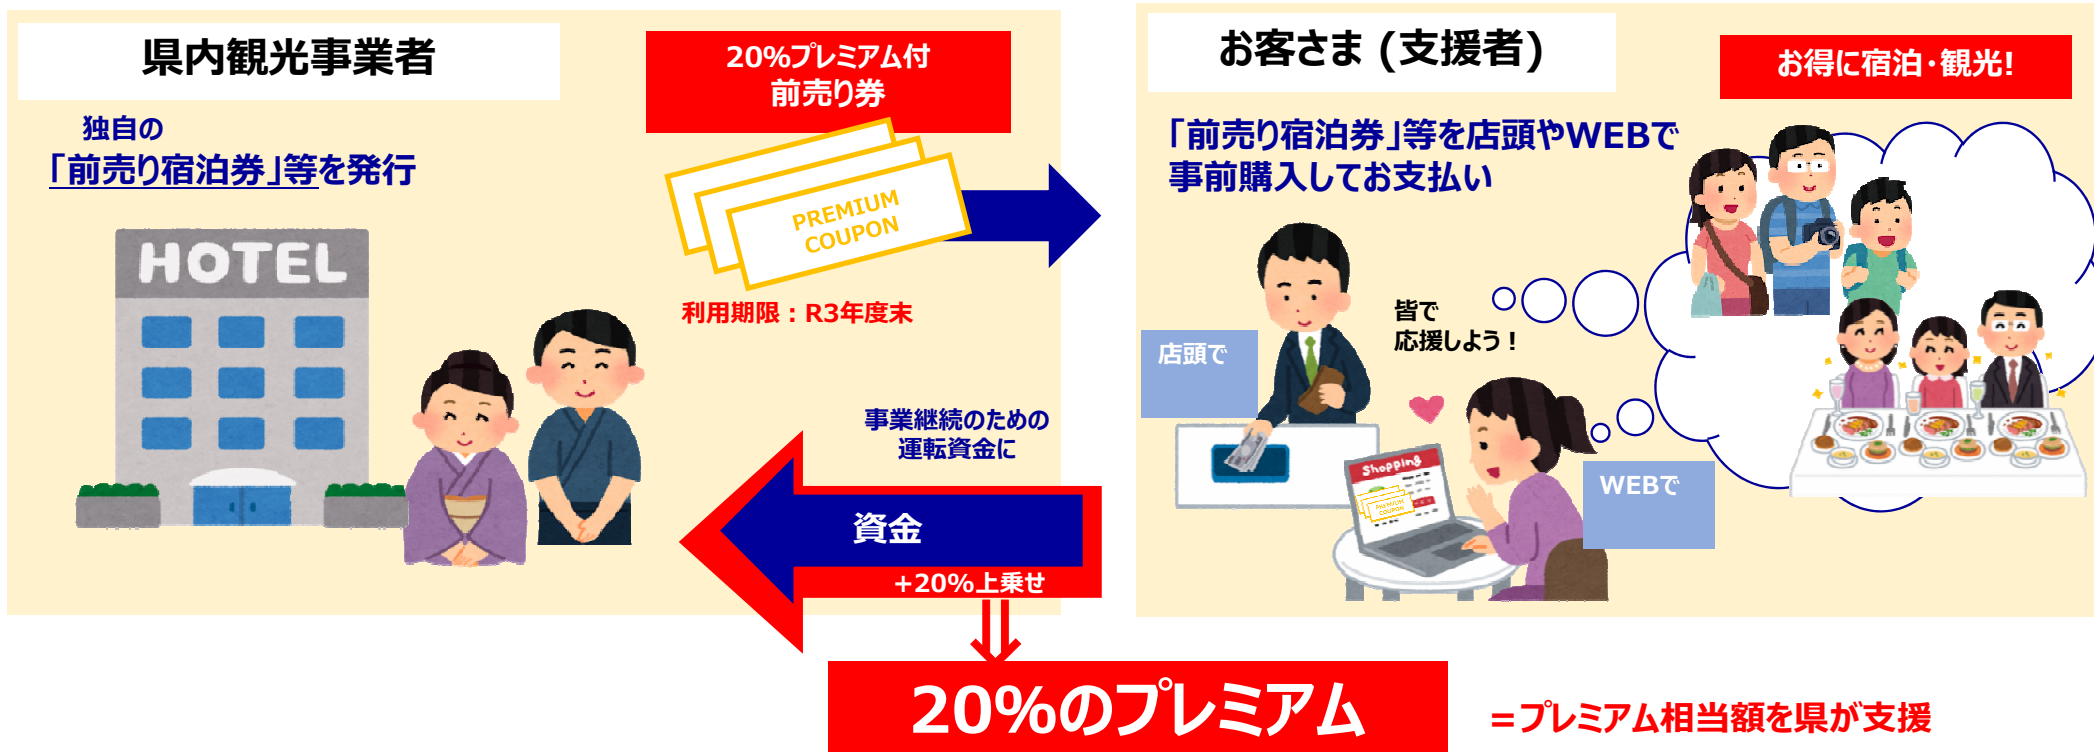 県内観光事業者
独自の
「前売り宿泊券」等を発行
HOTEL
20%プレミアム付
前売り券
PREMIUM
COUPON
利用期限：R3年度末
事業継続のための
運転資金に
資金
+20%上乗せ
お客さま (支援者)
お得に宿泊・観光!
「前売り宿泊券」等を店頭やWEBで
事前購入してお支払い
皆で
応援しよう！
店頭で
Shopping
PREMIUM
COUPON
WEBで
20%のプレミアム
=プレミアム相当額を県が支援